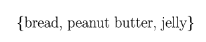 {bread, peanut butter, jelly}